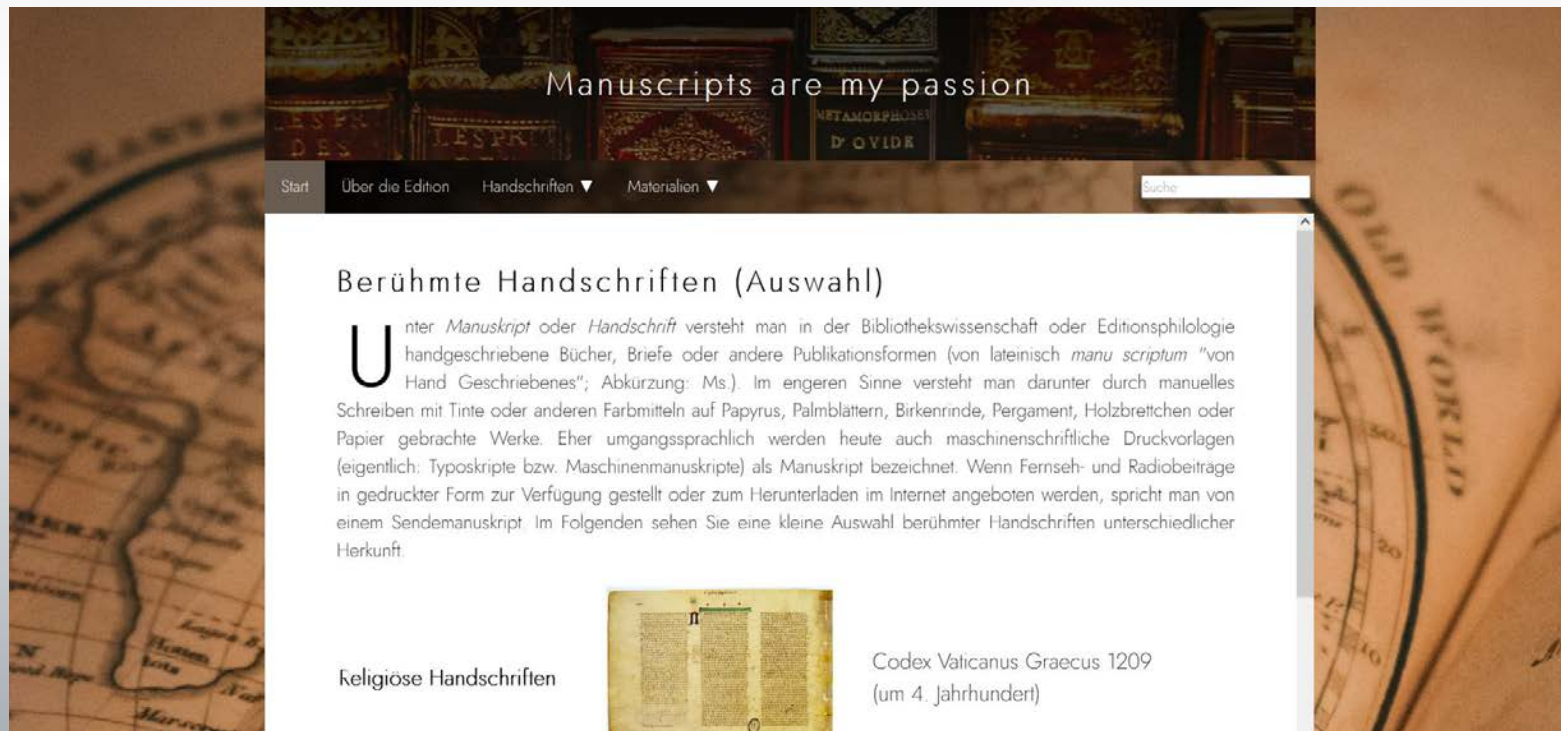 Manuscripts are my passion
LESPRIT
DES
METAMORPHOSES
D'OVIDE
Start Über die Edition Handschriften ▼ Materialien ▼ Suche
Berühmte Handschriften (Auswahl)
Unter Manuskript oder Handschrift versteht man in der Bibliothekswissenschaft oder Editionsphilologie
handgeschriebene Bücher, Briefe oder andere Publikationsformen (von lateinisch manu scriptum "von
Hand Geschriebenes"; Abkürzung: Ms.). Im engeren Sinne versteht man darunter durch manuelles
Schreiben mit Tinte oder anderen Farbmitteln auf Papyrus, Palmblättern, Birkenrinde, Pergament, Holzbrettchen oder
Papier gebrachte Werke. Eher umgangssprachlich werden heute auch maschinenschriftliche Druckvorlagen
(eigentlich: Typoskripte bzw. Maschinenmanuskripte) als Manuskript bezeichnet. Wenn Fernseh- und Radiobeiträge
in gedruckter Form zur Verfügung gestellt oder zum Herunterladen im Internet angeboten werden, spricht man von
einem Sendemanuskript. Im Folgenden sehen Sie eine kleine Auswahl berühmter Handschriften unterschiedlicher
Herkunft.
Religiöse Handschriften
Codex Vaticanus Graecus 1209
(um 4. Jahrhundert)
OLD WORLD